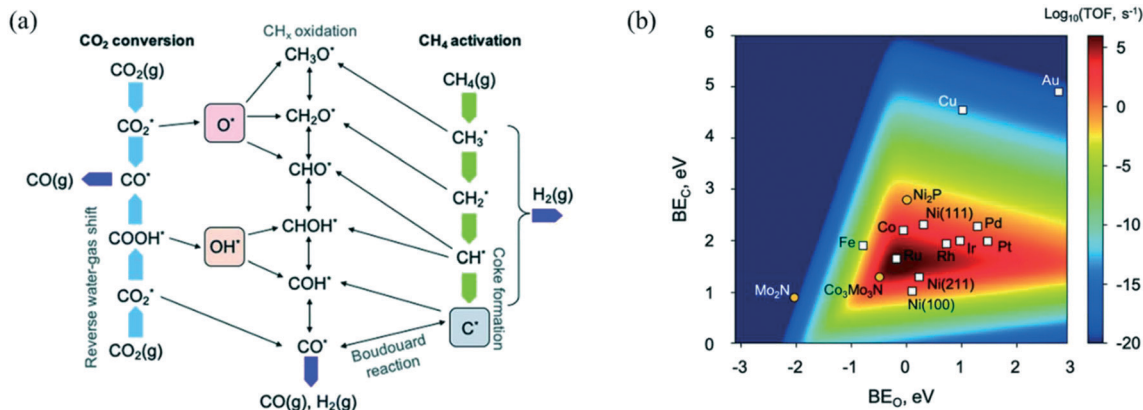 (a)
CO₂ conversion
CHₓ oxidation
CH₄ activation
CO₂(g)
CO₂*
CO(g)
CO*
COOH*
CO₂*
CO₂(g)
Reverse water-gas shift
O*
OH*
CH₃O*
CH₂O*
CHO*
CHOH*
COH*
CO*
CO(g), H₂(g)
Boudouard
reaction
CH₄(g)
CH₃*
CH₂*
CH*
C*
Coke formation
H₂(g)
(b)
Log₁₀(TOF, s⁻¹)
BE_C, eV
6
5
4
3
2
1
0
-3
-2
-1
0
1
2
3
BE_O, eV
Au
Cu
Ni₂P
Ni(111)
Co
Pd
Fe
Rh
Ir
Pt
Ru
Mo₂N
Co₃Mo₃N
Ni(211)
Ni(100)
5
0
-5
-10
-15
-20